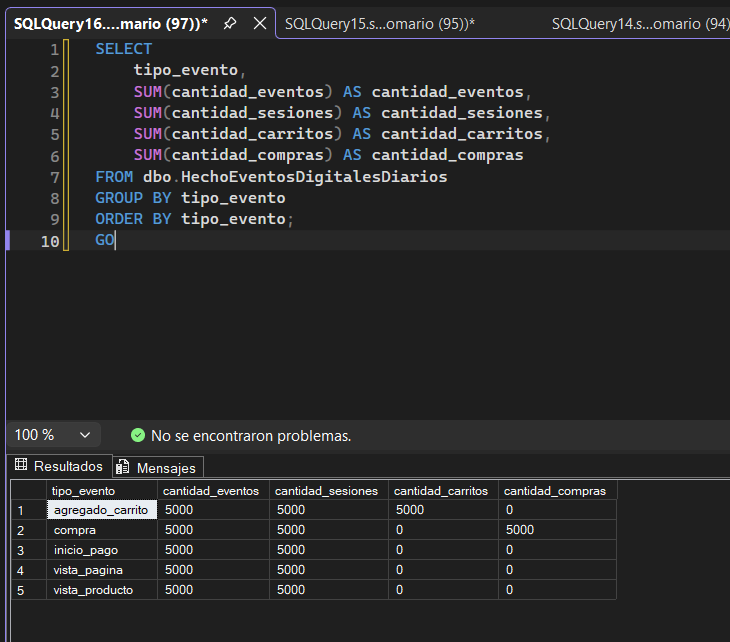 SQLQuery16....mario (97))* SQLQuery15.s...omario (95))* SQLQuery14.s...omario (94)
1 SELECT
2 tipo_evento,
3 SUM(cantidad_eventos) AS cantidad_eventos,
4 SUM(cantidad_sesiones) AS cantidad_sesiones,
5 SUM(cantidad_carritos) AS cantidad_carritos,
6 SUM(cantidad_compras) AS cantidad_compras
7 FROM dbo.HechoEventosDigitalesDiarios
8 GROUP BY tipo_evento
9 ORDER BY tipo_evento;
10 GO
100 % No se encontraron problemas.
Resultados Mensajes
tipo_evento cantidad_eventos cantidad_sesiones cantidad_carritos cantidad_compras
1 agregado_carrito 5000 5000 5000 0
2 compra 5000 5000 0 5000
3 inicio_pago 5000 5000 0 0
4 vista_pagina 5000 5000 0 0
5 vista_producto 5000 5000 0 0